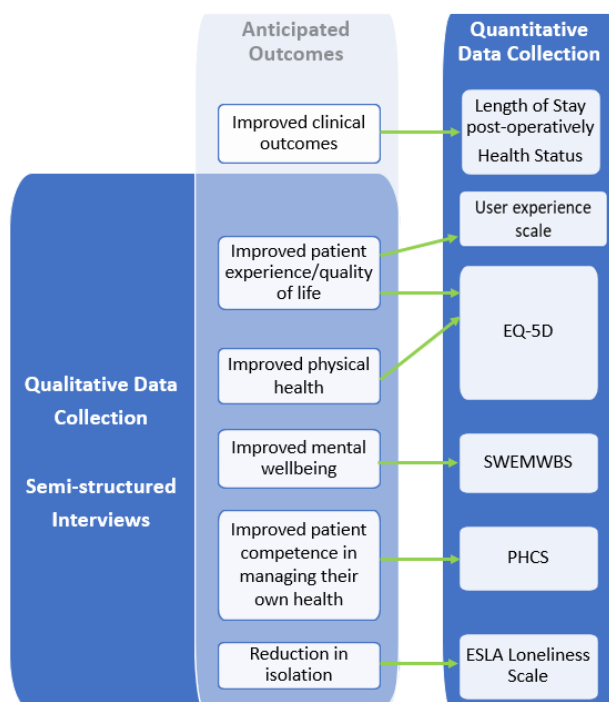 Anticipated
Outcomes
Quantitative
Data Collection
Improved clinical
outcomes
Length of Stay
post-operatively
Health Status
User experience
scale
Improved patient
experience/quality
of life
EQ-5D
Improved physical
health
Qualitative Data
Collection
Semi-structured
Interviews
Improved mental
wellbeing
SWEMWBS
Improved patient
competence in
managing their
own health
PHCS
Reduction in
isolation
ESLA Loneliness
Scale